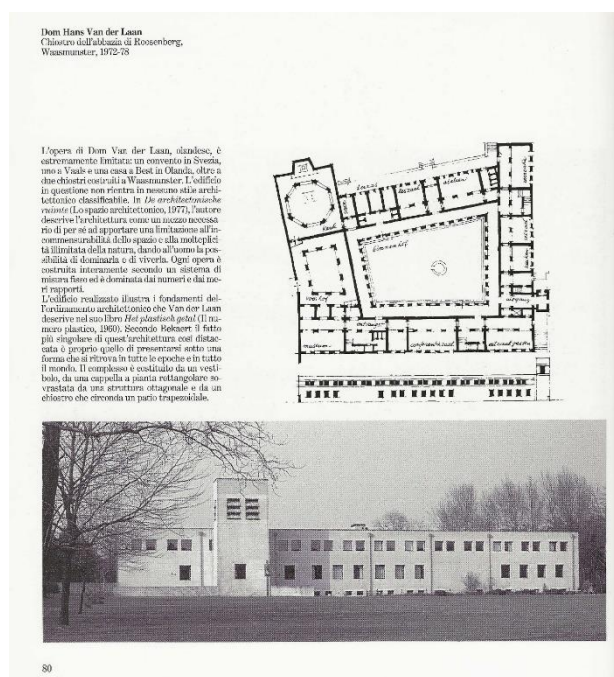 Dom Hans Van der Laan
Chiostro dell'abbazia di Roosenberg,
Waasmunster, 1972-78
L'opera di Dom Van der Laan, olandese, è
estremamente limitata: un convento in Svezia,
uno a Vaals e una casa a Best in Olanda, oltre a
due chiostri costruiti a Waasmunster. L'edificio
in questione non rientra in nessuno stile archi-
tettonico classificabile. In De architectonische
ruimte (Lo spazio architettonico, 1977), l'autore
descrive l'architettura come un mezzo necessa-
rio di per sé ad apportare una limitazione all'in-
commensurabilità dello spazio e alla molteplici-
tà illimitata della natura, dando all'uomo la pos-
sibilità di dominarla e di viverla. Ogni opera è
costruita interamente secondo un sistema di
misura fisso ed è dominata dai numeri e dai me-
ri rapporti.
L'edificio realizzato illustra i fondamenti del-
l'ordinamento architettonico che Van der Laan
descrive nel suo libro Het plastisch getal (Il nu-
mero plastico, 1960). Secondo Bekaert il fatto
più singolare di quest'architettura così distac-
cata è proprio quello di presentarsi sotto una
forma che si ritrova in tutte le epoche e in tutto
il mondo. Il complesso è costituito da un vesti-
bolo, da una cappella a pianta rettangolare so-
vrastata da una struttura ottagonale e da un
chiostro che circonda un patio trapezoidale.
kerk
binnenhof
voorhof
80